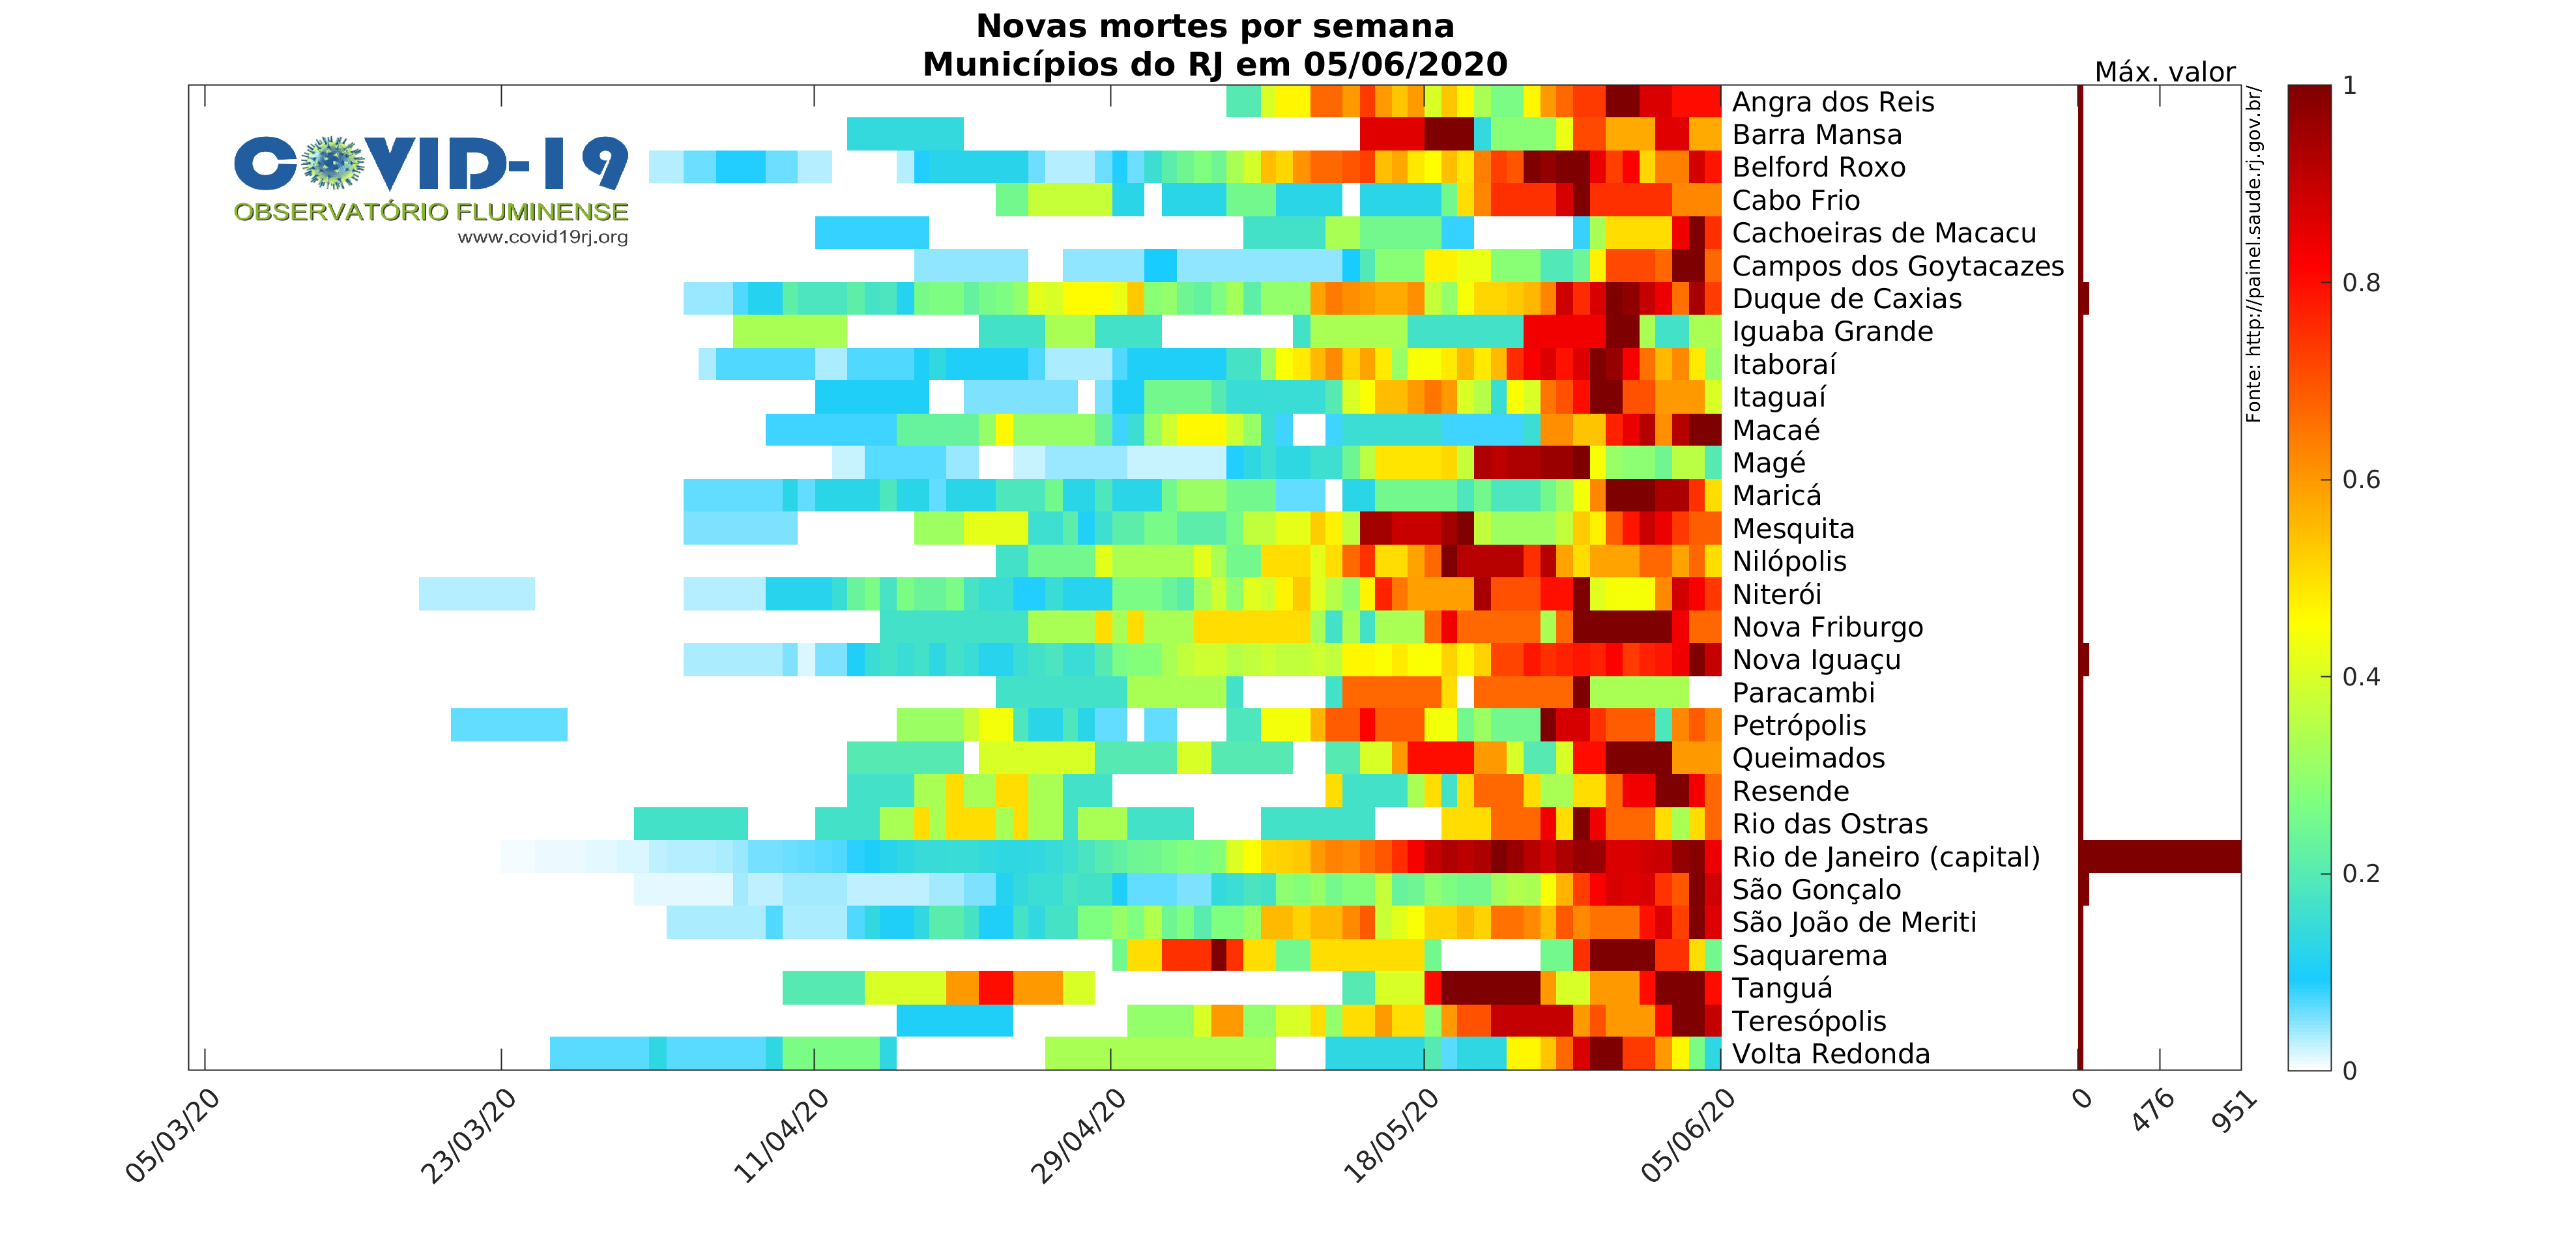 Novas mortes por semana
Municípios do RJ em 05/06/2020
Máx. valor
COVID-19
OBSERVATÓRIO FLUMINENSE
www.covid19rj.org
Angra dos Reis
Barra Mansa
Belford Roxo
Cabo Frio
Cachoeiras de Macacu
Campos dos Goytacazes
Duque de Caxias
Iguaba Grande
Itaboraí
Itaguaí
Macaé
Magé
Maricá
Mesquita
Nilópolis
Niterói
Nova Friburgo
Nova Iguaçu
Paracambi
Petrópolis
Queimados
Resende
Rio das Ostras
Rio de Janeiro (capital)
São Gonçalo
São João de Meriti
Saquarema
Tanguá
Teresópolis
Volta Redonda
Fonte: http://painel.saude.rj.gov.br/
1
0.8
0.6
0.4
0.2
0
05/03/20
23/03/20
11/04/20
29/04/20
18/05/20
05/06/20
0
476
951